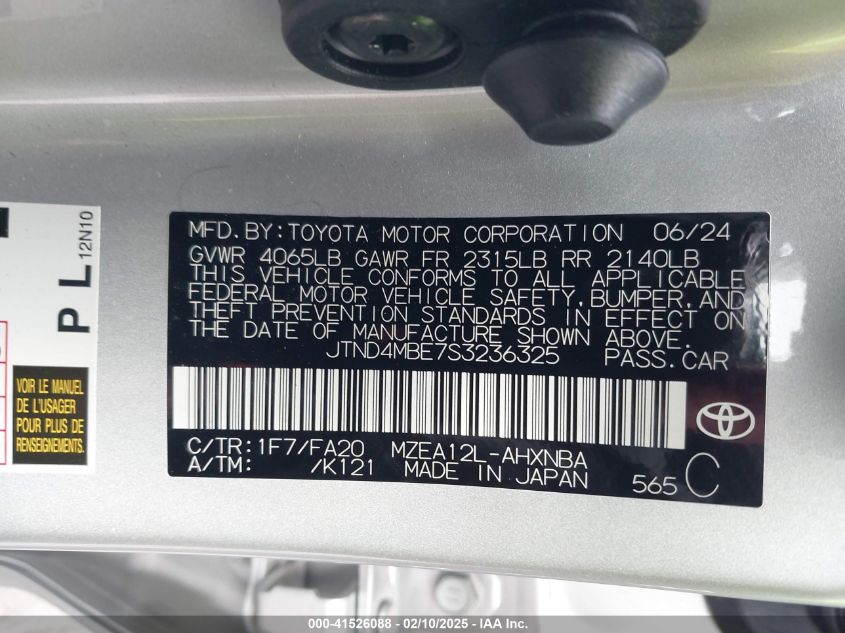 MFD. BY: TOYOTA MOTOR CORPORATION 06/24
GVWR 4065LB GAWR FR 2315LB RR 2140LB
THIS VEHICLE CONFORMS TO ALL APPLICABLE
FEDERAL MOTOR VEHICLE SAFETY, BUMPER, AND
THEFT PREVENTION STANDARDS IN EFFECT ON
THE DATE OF MANUFACTURE SHOWN ABOVE.
JTND4MBE7S3236325 PASS. CAR
C/TR: 1F7/FA20 MZEA12L-AHXNBA
A/TM: /K121 MADE IN JAPAN 565 C
P L
12N10
VOIR LE MANUEL
DE L'USAGER
POUR PLUS DE
RENSEIGNEMENTS
000-41526088 — 02/10/2025 — IAAI.COM